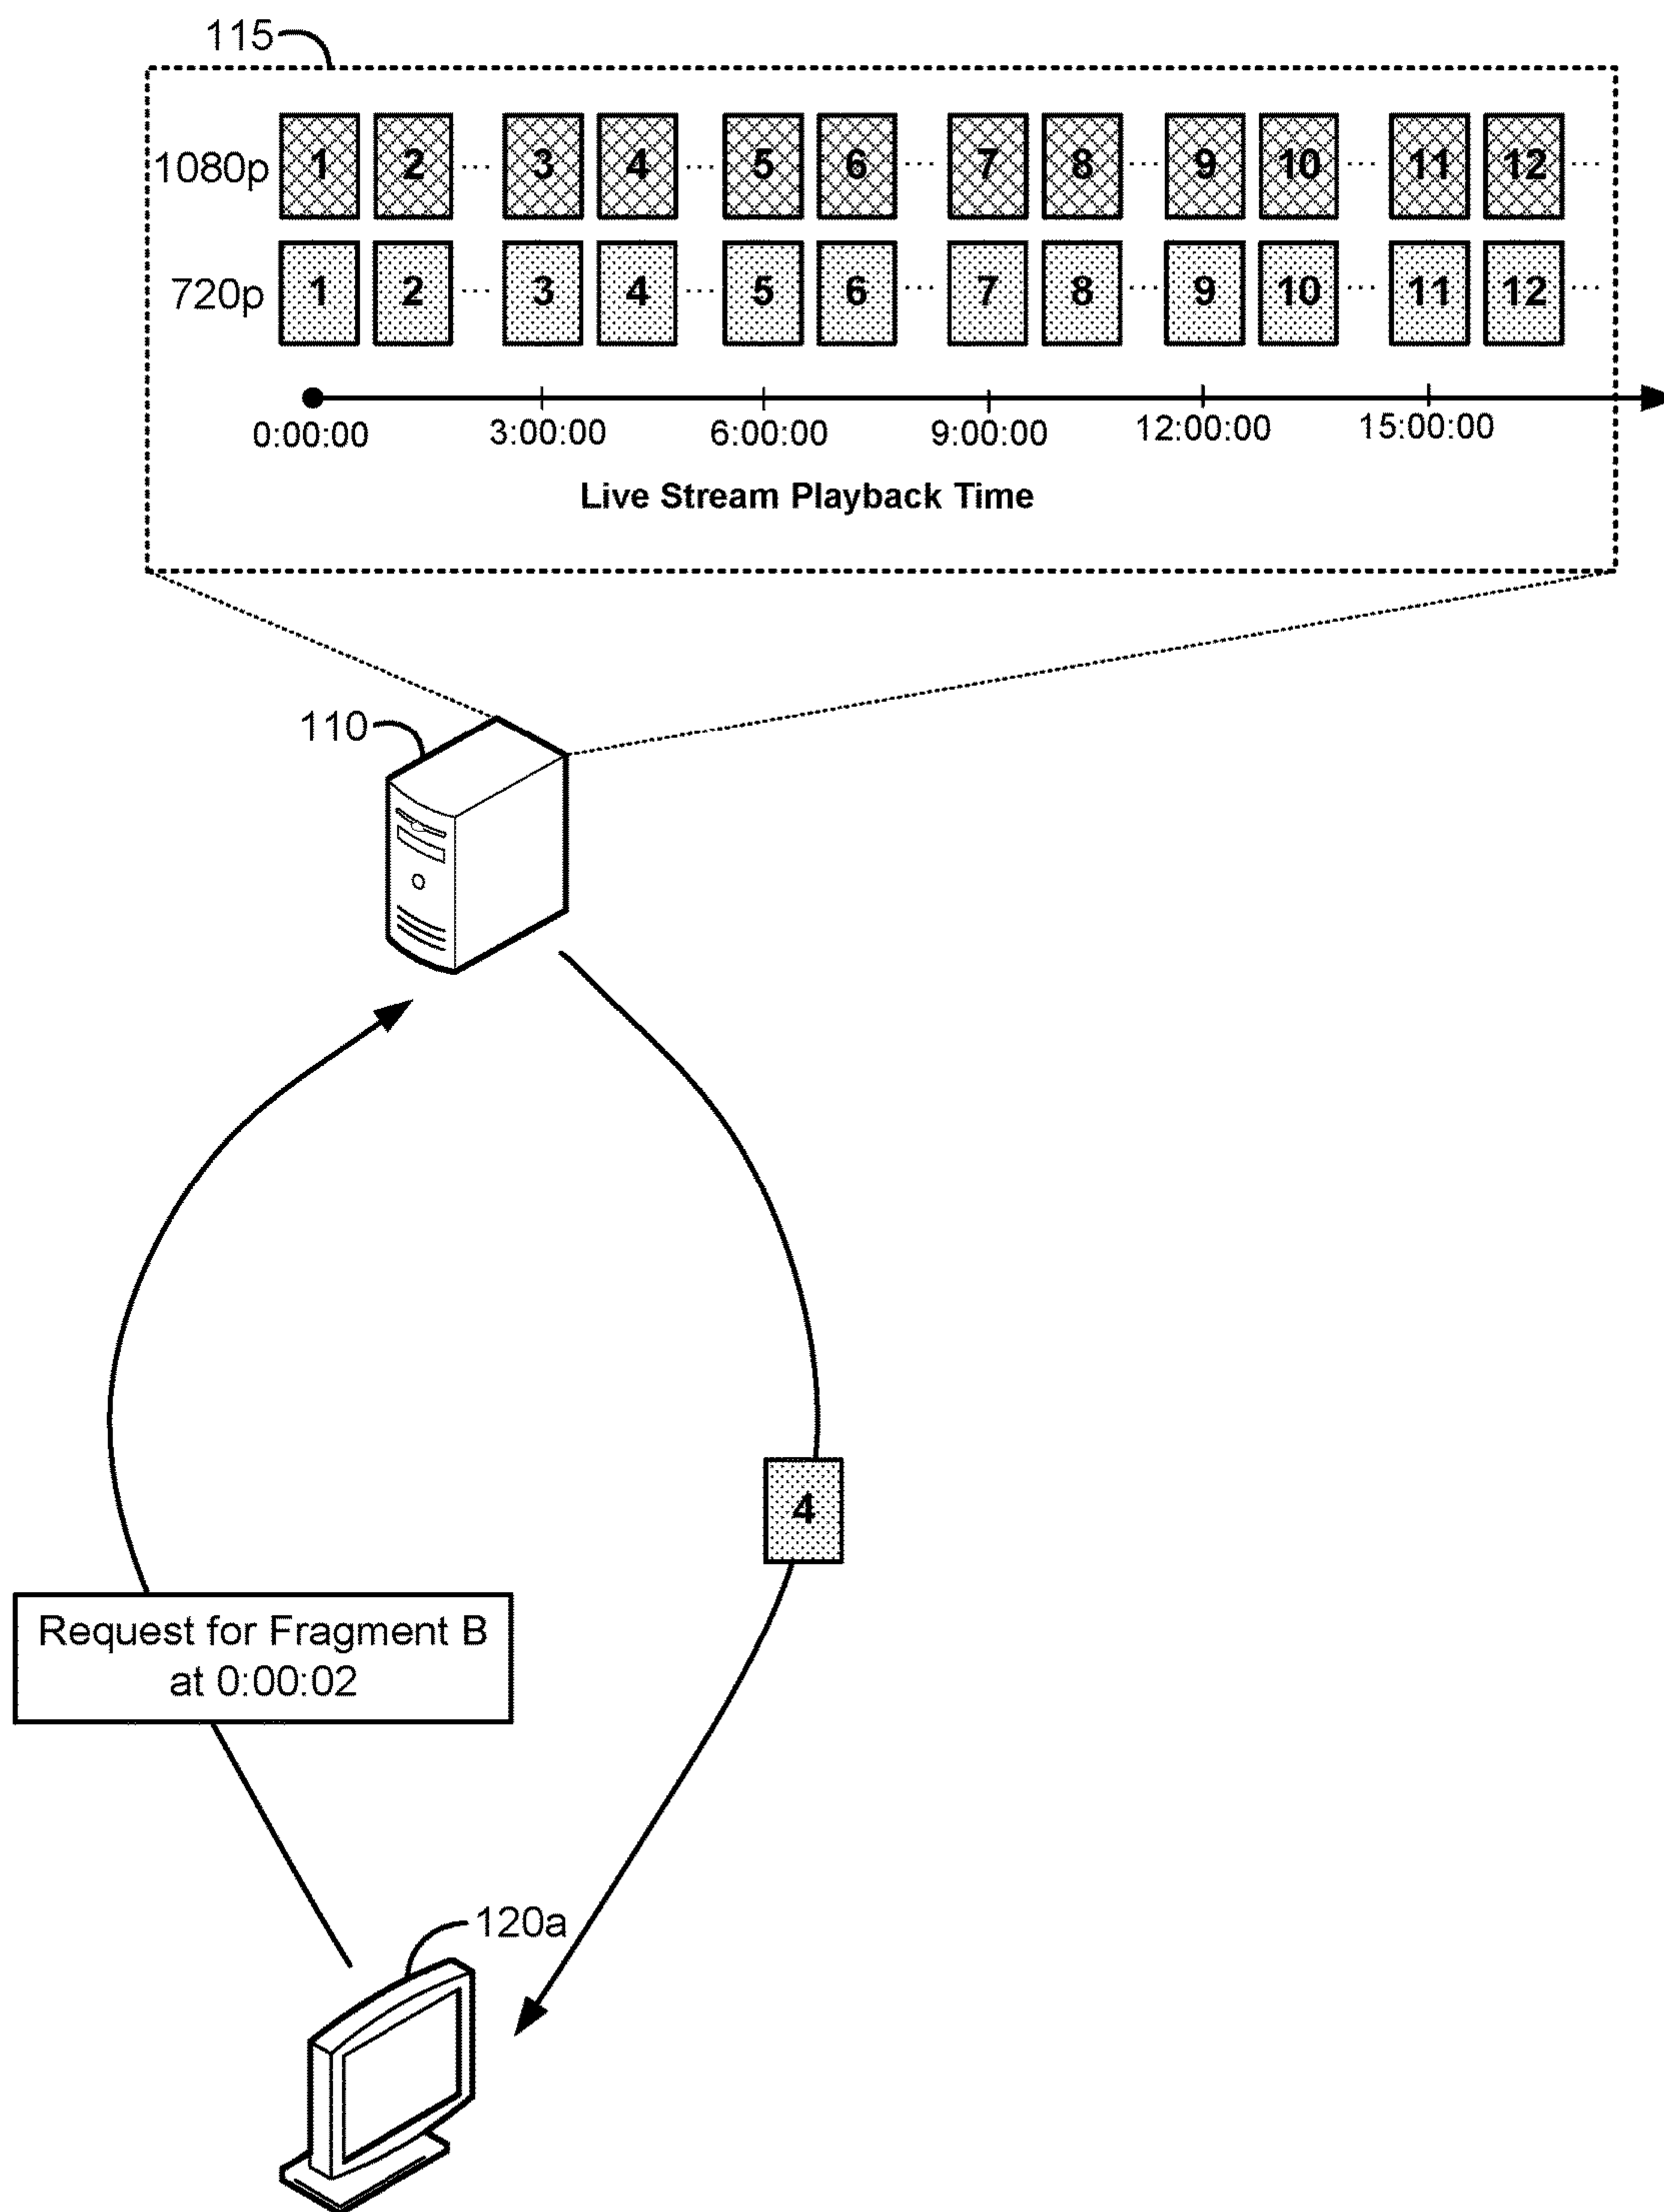 115
1080p 1 2 ... 3 4 ... 5 6 ... 7 8 ... 9 10 ... 11 12 ...
720p 1 2 ... 3 4 ... 5 6 ... 7 8 ... 9 10 ... 11 12 ...
0:00:00 3:00:00 6:00:00 9:00:00 12:00:00 15:00:00
Live Stream Playback Time
110
4
Request for Fragment B
at 0:00:02
120a